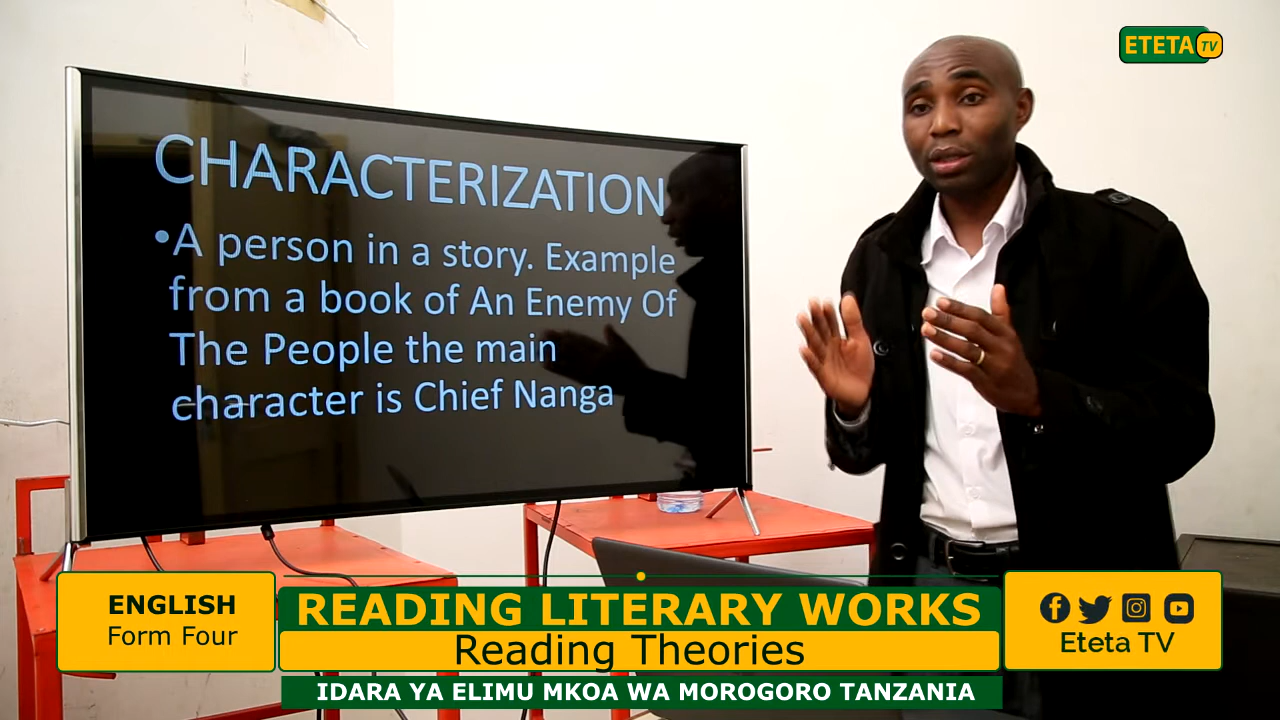 ETETA TV
CHARACTERIZATION
•A person in a story. Example
from a book of An Enemy Of
The People the main
character is Chief Nanga
ENGLISH
Form Four
READING LITERARY WORKS
Reading Theories
Eteta TV
IDARA YA ELIMU MKOA WA MOROGORO TANZANIA